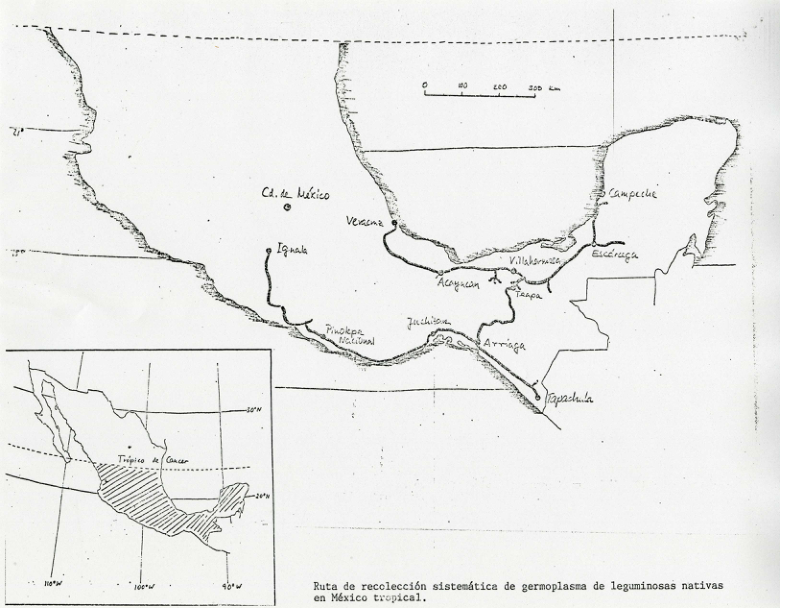 0 100 200 300 km
21°
Cd. de México
Campeche
Veracruz
Iguala
Villahermosa
Escárcega
Acayucan
Teapa
Juchitan
Pinotepa
Nacional
Arriaga
Tapachula
30°N
Trópico de Cancer
20°N
110°W 100°W 90°W
Ruta de recolección sistemática de germoplasma de leguminosas nativas
en México tropical.